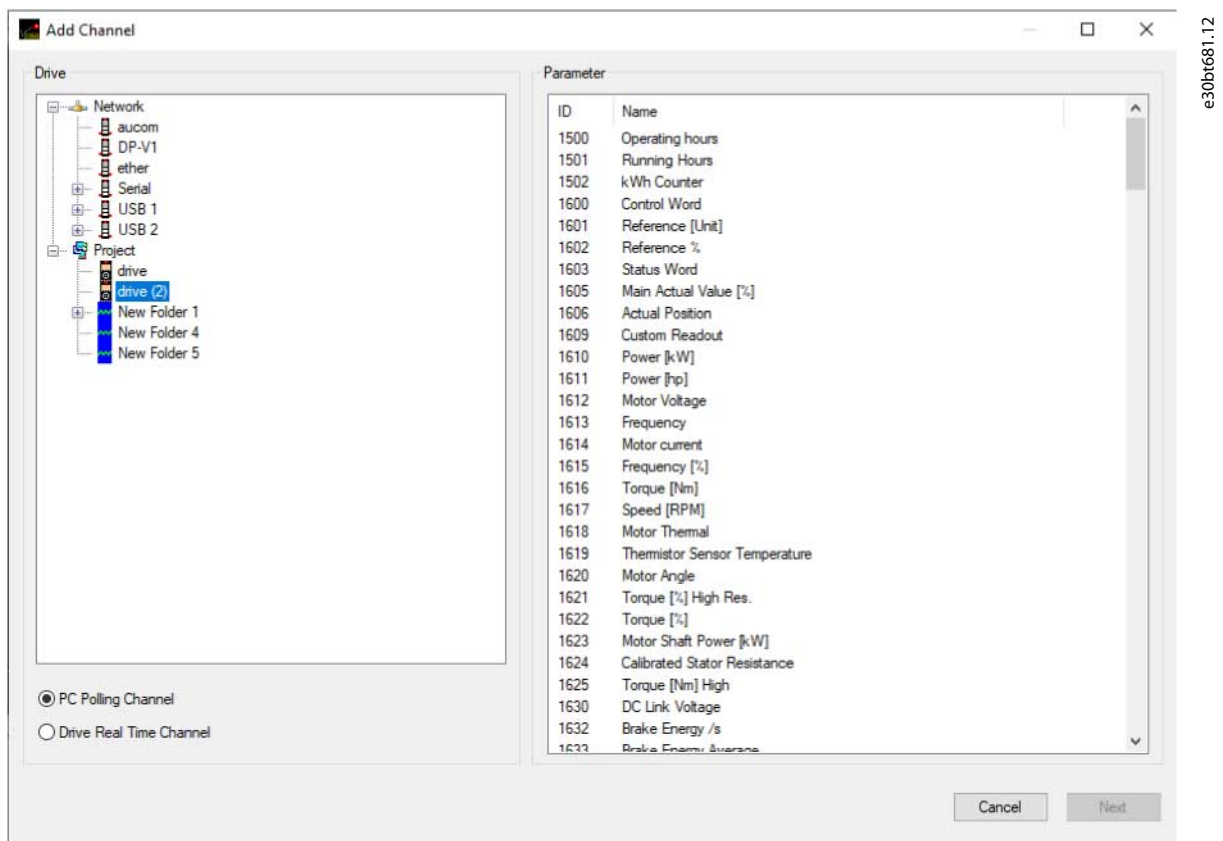 Add Channel
Drive
Network
aucom
DP-V1
ether
Serial
USB 1
USB 2
Project
drive
drive (2)
New Folder 1
New Folder 4
New Folder 5
PC Polling Channel
Drive Real Time Channel
Parameter
ID Name
1500 Operating hours
1501 Running Hours
1502 kWh Counter
1600 Control Word
1601 Reference [Unit]
1602 Reference %
1603 Status Word
1605 Main Actual Value [%]
1606 Actual Position
1609 Custom Readout
1610 Power [kW]
1611 Power [hp]
1612 Motor Voltage
1613 Frequency
1614 Motor current
1615 Frequency [%]
1616 Torque [Nm]
1617 Speed [RPM]
1618 Motor Thermal
1619 Thermistor Sensor Temperature
1620 Motor Angle
1621 Torque [%] High Res.
1622 Torque [%]
1623 Motor Shaft Power [kW]
1624 Calibrated Stator Resistance
1625 Torque [Nm] High
1630 DC Link Voltage
1632 Brake Energy /s
1633 Brake Energy Average
Cancel
Next
e30bt681.12